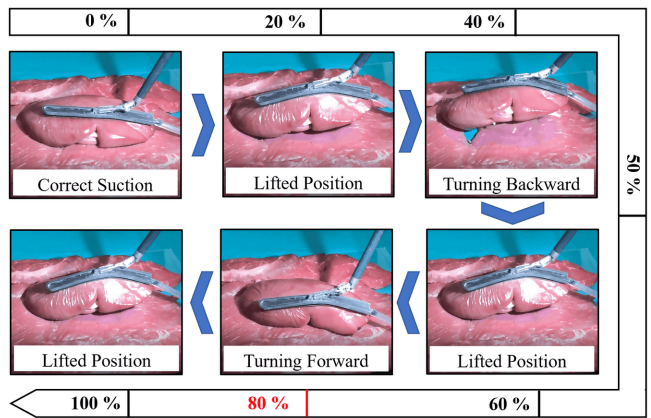 0 %
20 %
40 %
Correct Suction
Lifted Position
Turning Backward
50 %
Lifted Position
Turning Forward
Lifted Position
100 %
80 %
60 %